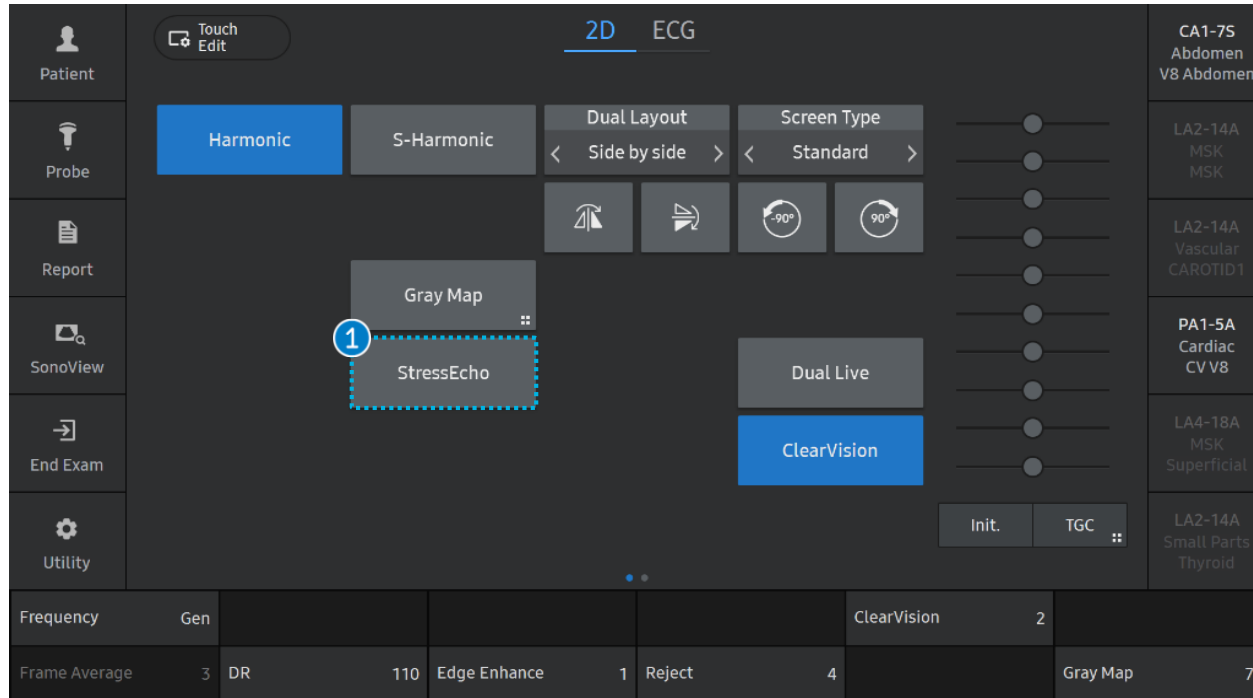 Patient
Probe
Report
SonoView
End Exam
Utility
Touch
Edit
2D ECG
Harmonic
S-Harmonic
Dual Layout
Side by side
Screen Type
Standard
-90°
90°
Gray Map
1
StressEcho
Dual Live
ClearVision
Init.
TGC
CA1-7S
Abdomen
V8 Abdomen
LA2-14A
MSK
MSK
LA2-14A
Vascular
CAROTID1
PA1-5A
Cardiac
CV V8
LA4-18A
MSK
Superficial
LA2-14A
Small Parts
Thyroid
Frequency Gen
ClearVision 2
Frame Average 3
DR 110
Edge Enhance 1
Reject 4
Gray Map 7